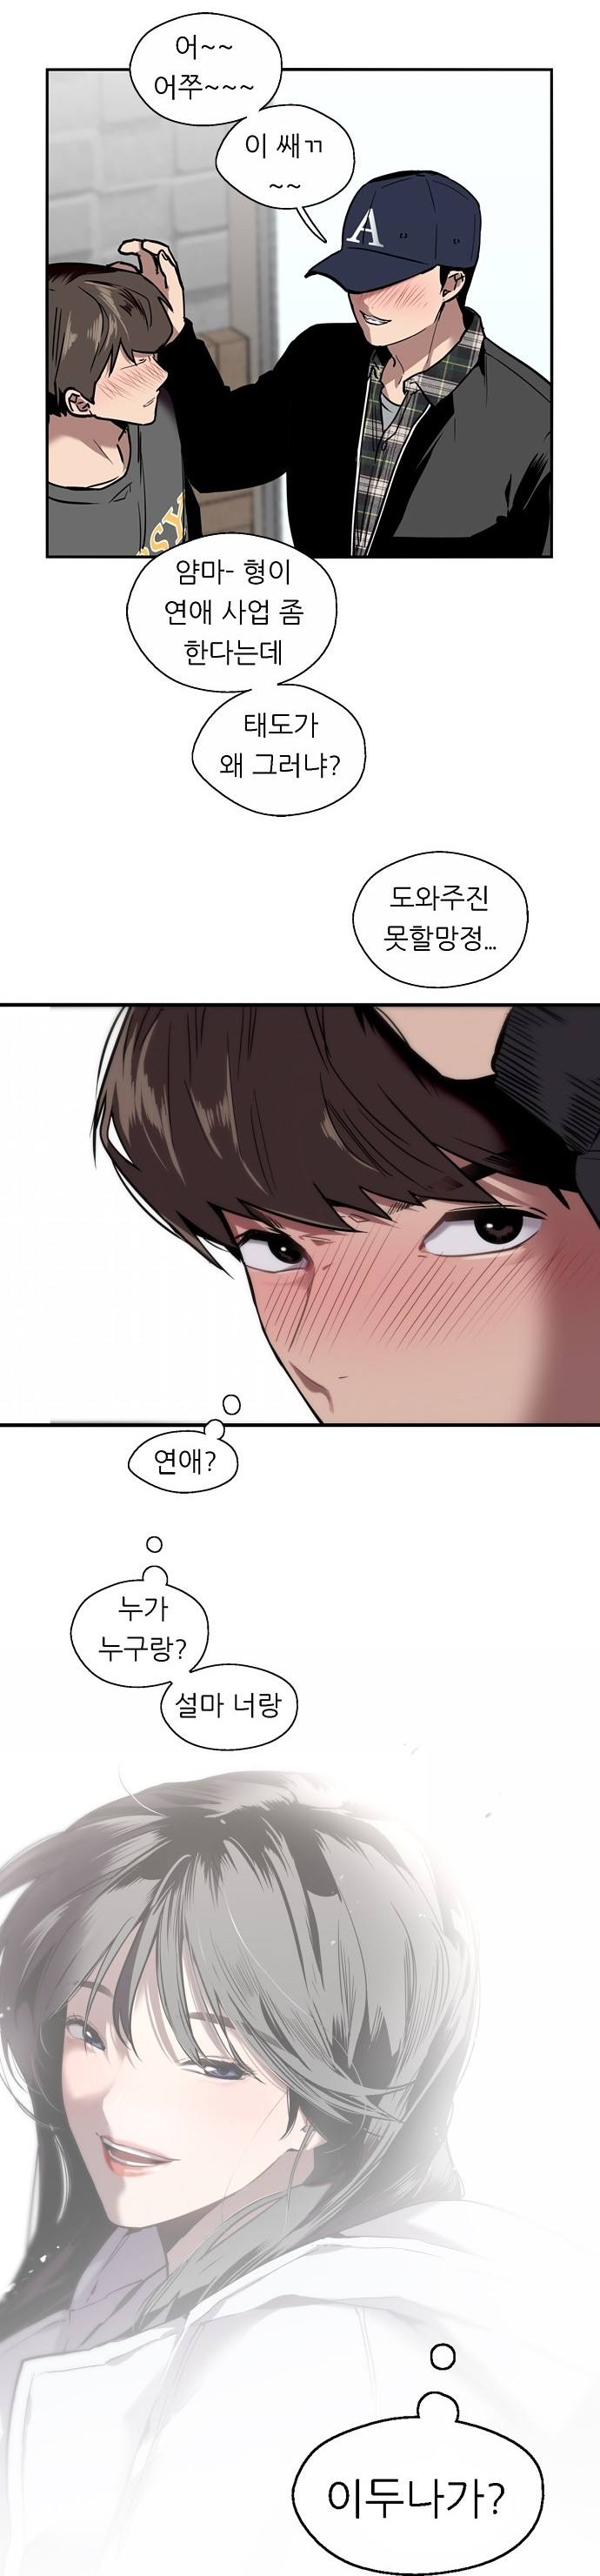 어~~
어쭈~~~
이 쌔ㄲ
~~
A
얌마- 형이
연애 사업 좀
한다는데
태도가
왜 그러냐?
도와주진
못할망정...
연애?
누가
누구랑?
설마 너랑
이두나가?